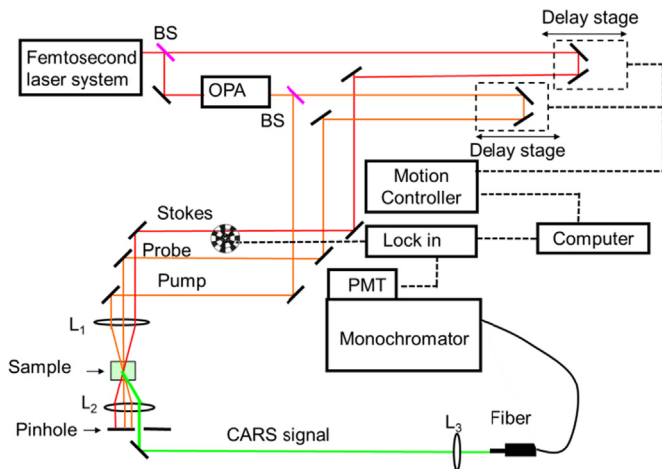 BS
Delay stage
Femtosecond
laser system
OPA
BS
Delay stage
Motion
Controller
Stokes
Lock in
Computer
Probe
Pump
PMT
L1
Monochromator
Sample
L2
Pinhole
CARS signal
L3
Fiber